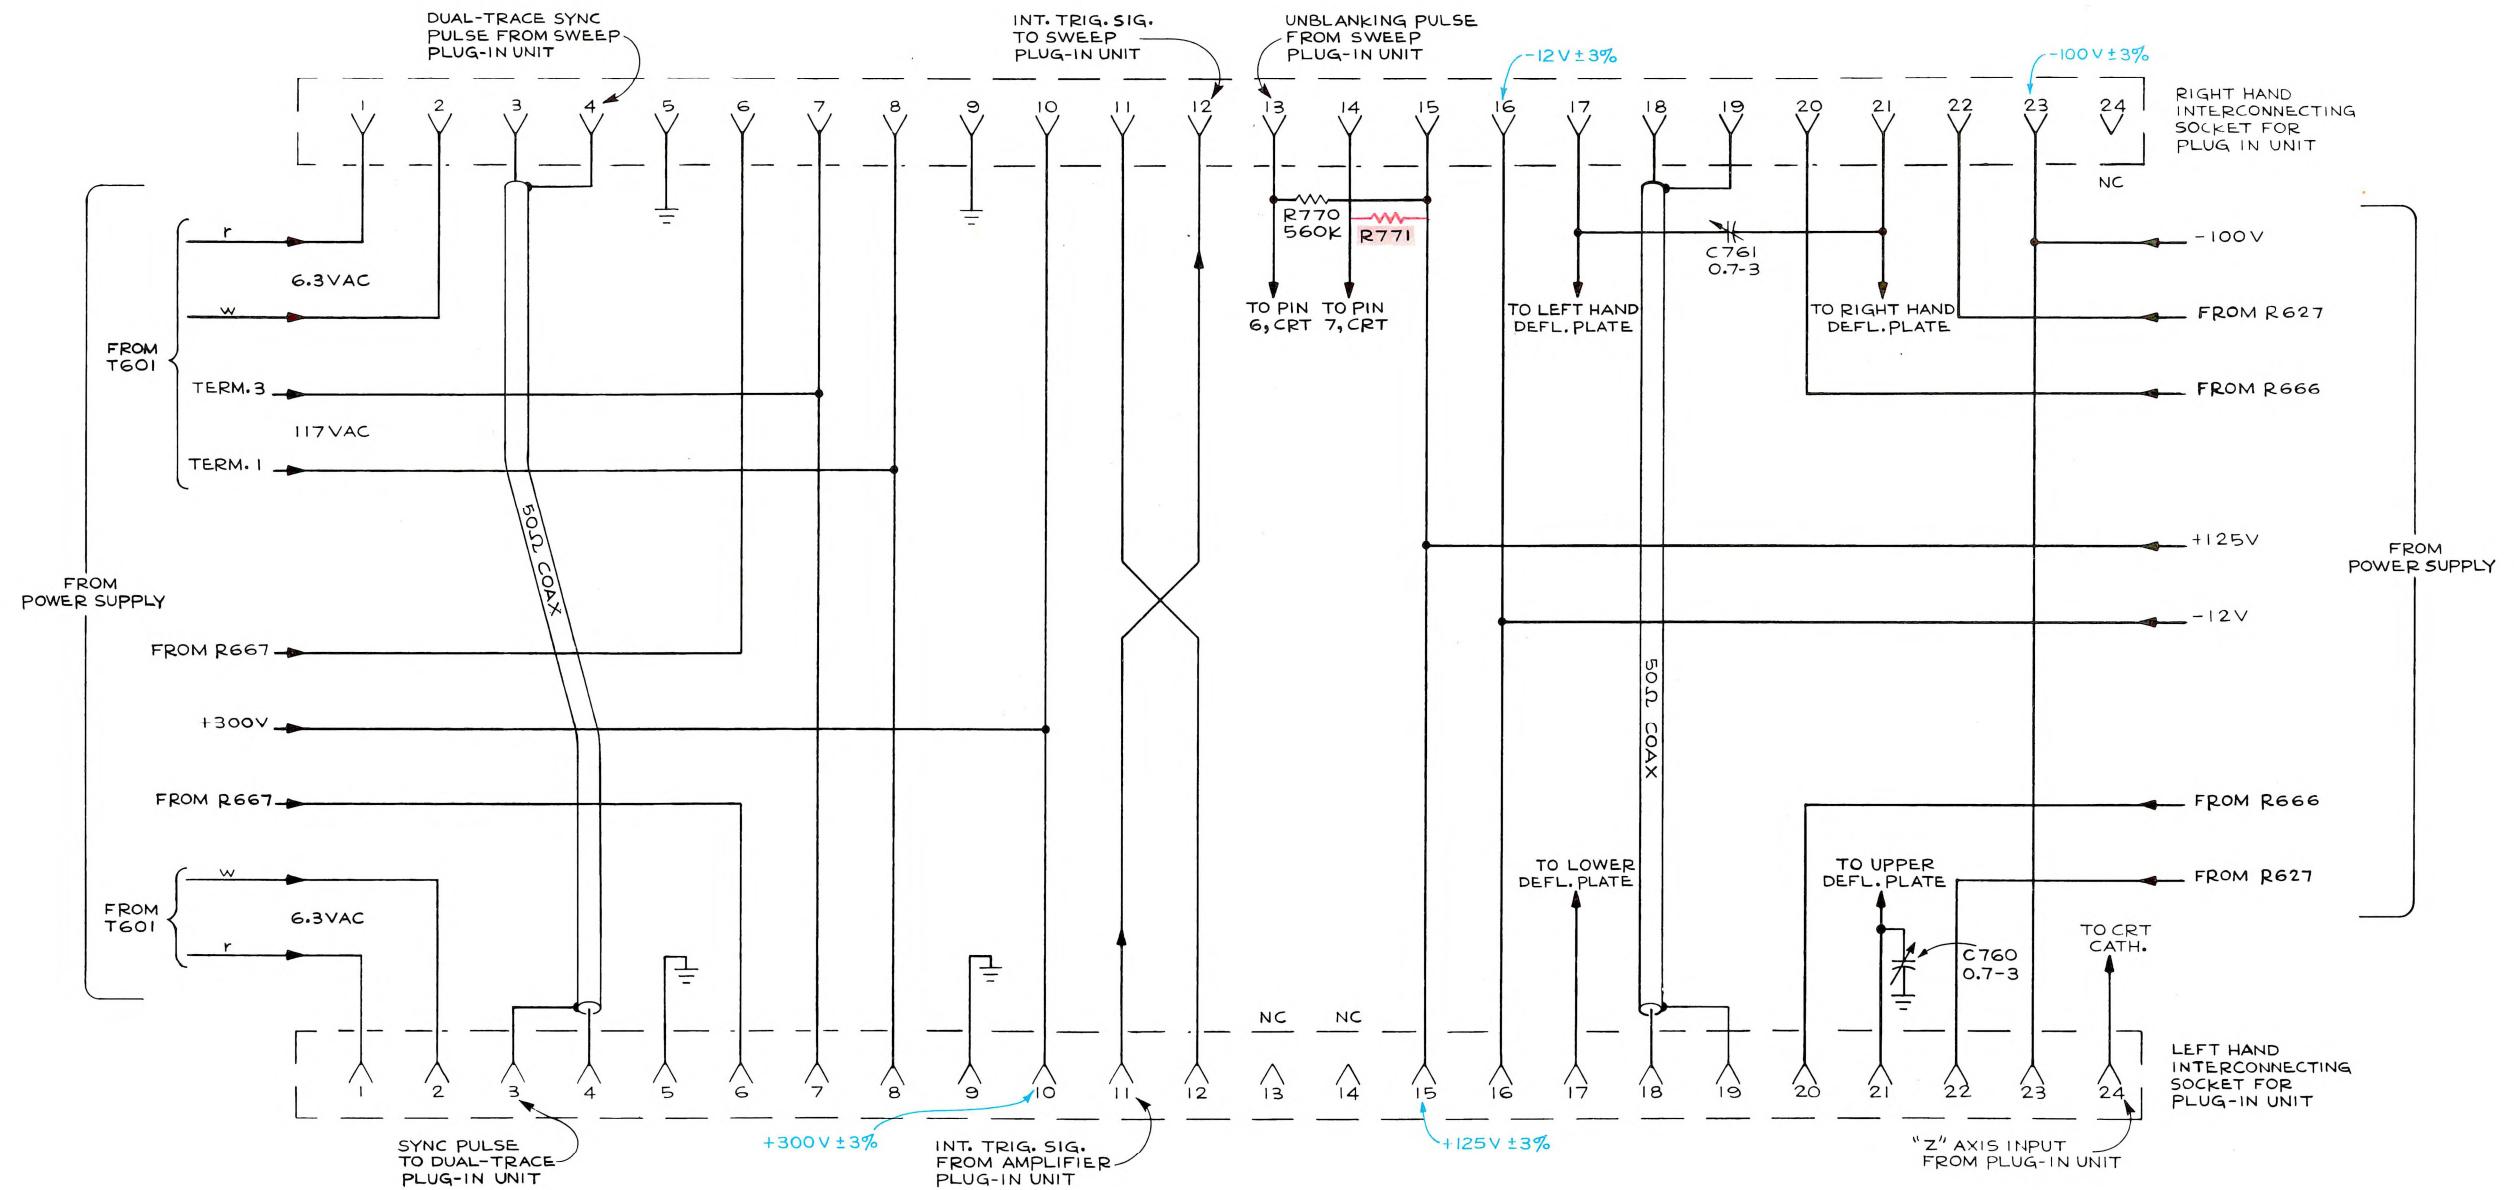 DUAL-TRACE SYNC
PULSE FROM SWEEP
PLUG-IN UNIT
INT. TRIG. SIG.
TO SWEEP
PLUG-IN UNIT
UNBLANKING PULSE
FROM SWEEP
PLUG-IN UNIT
-12V±3%
-100V±3%
1 2 3 4 5 6 7 8 9 10 11 12 13 14 15 16 17 18 19 20 21 22 23 24
RIGHT HAND
INTERCONNECTING
SOCKET FOR
PLUG IN UNIT
NC
R770
560K
R771
r
6.3VAC
w
FROM
T601
TERM.3
117VAC
TERM.1
C761
0.7-3
TO PIN
6,CRT
TO PIN
7,CRT
TO LEFT HAND
DEFL.PLATE
TO RIGHT HAND
DEFL.PLATE
-100V
FROM R627
FROM R666
50Ω COAX
+125V
FROM
POWER SUPPLY
FROM
POWER SUPPLY
-12V
FROM R667
50Ω COAX
+300V
FROM R667
FROM R666
w
6.3VAC
r
FROM
T601
TO LOWER
DEFL.PLATE
TO UPPER
DEFL.PLATE
FROM R627
C760
0.7-3
TO CRT
CATH.
NC
NC
1 2 3 4 5 6 7 8 9 10 11 12 13 14 15 16 17 18 19 20 21 22 23 24
LEFT HAND
INTERCONNECTING
SOCKET FOR
PLUG-IN UNIT
SYNC PULSE
TO DUAL-TRACE
PLUG-IN UNIT
+300V±3%
INT. TRIG. SIG.
FROM AMPLIFIER
PLUG-IN UNIT
+125V±3%
"Z" AXIS INPUT
FROM PLUG-IN UNIT